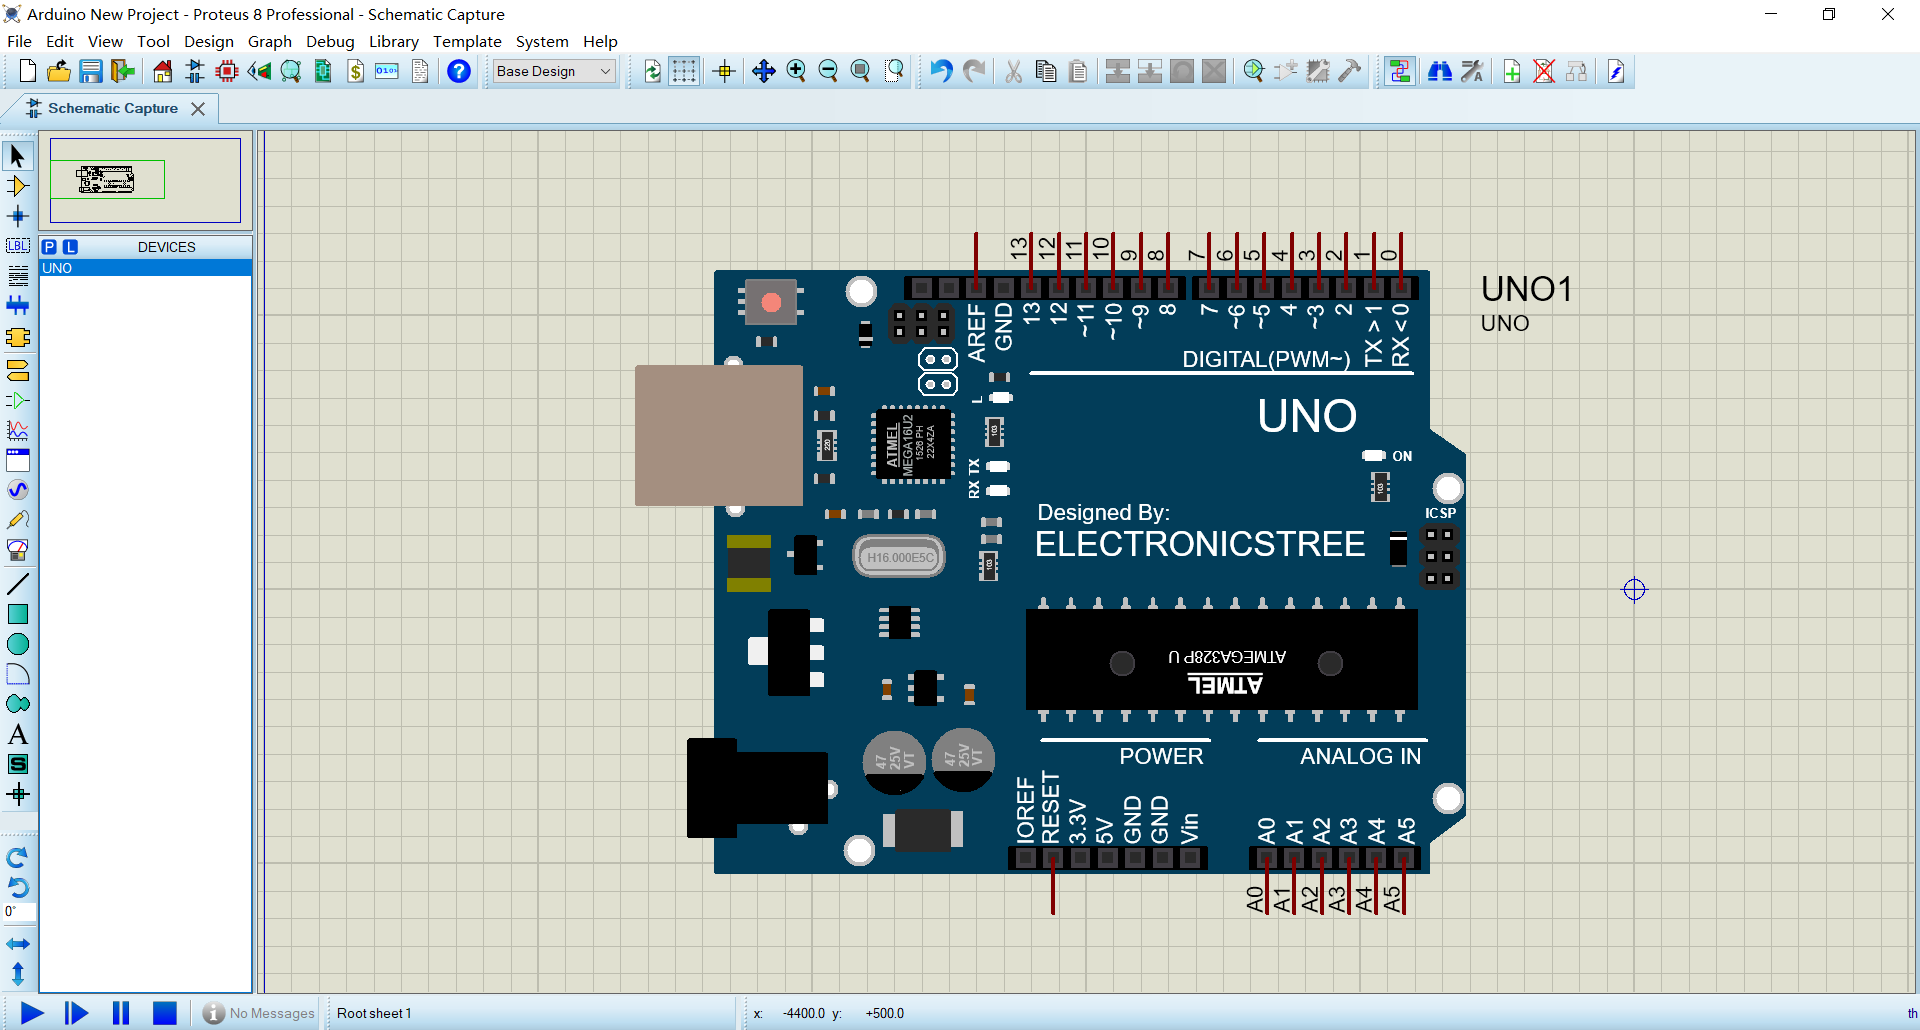 Arduino New Project - Proteus 8 Professional - Schematic Capture
File Edit View Tool Design Graph Debug Library Template System Help
Base Design
Schematic Capture
P L DEVICES
UNO
LBL
A
S
0°
13 12 11 10 9 8 7 6 5 4 3 2 1 0
AREF GND 13 12 ~11 ~10 ~9 8 7 ~6 ~5 4 ~3 2 TX>1 RX<0
DIGITAL(PWM~)
UNO1
UNO
UNO
L
ON
103
220
ATMEL
MEGA16U2
1526 PH
22X4ZA
RX TX
103
ICSP
Designed By:
ELECTRONICSTREE
H16.000E5C
103
ATMEGA328P U
ATMEL
47
25V
VT
47
25V
VT
POWER
ANALOG IN
IOREF RESET 3.3V 5V GND GND Vin
A0 A1 A2 A3 A4 A5
A0 A1 A2 A3 A4 A5
No Messages
Root sheet 1
x: -4400.0 y: +500.0
th